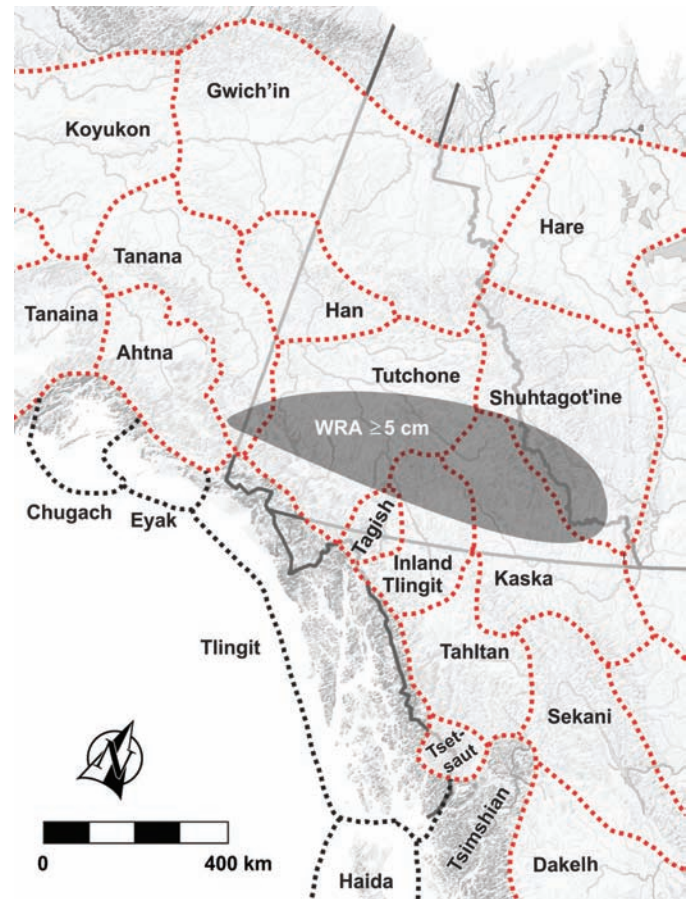 Gwich'in
Koyukon
Hare
Tanana
Tanaina
Han
Ahtna
Tutchone
Shuhtagot'ine
WRA ≥5 cm
Chugach
Eyak
Tagish
Inland
Tlingit
Kaska
Tlingit
Tahltan
Sekani
Tset-
saut
N
Tsimshian
0 400 km
Dakelh
Haida